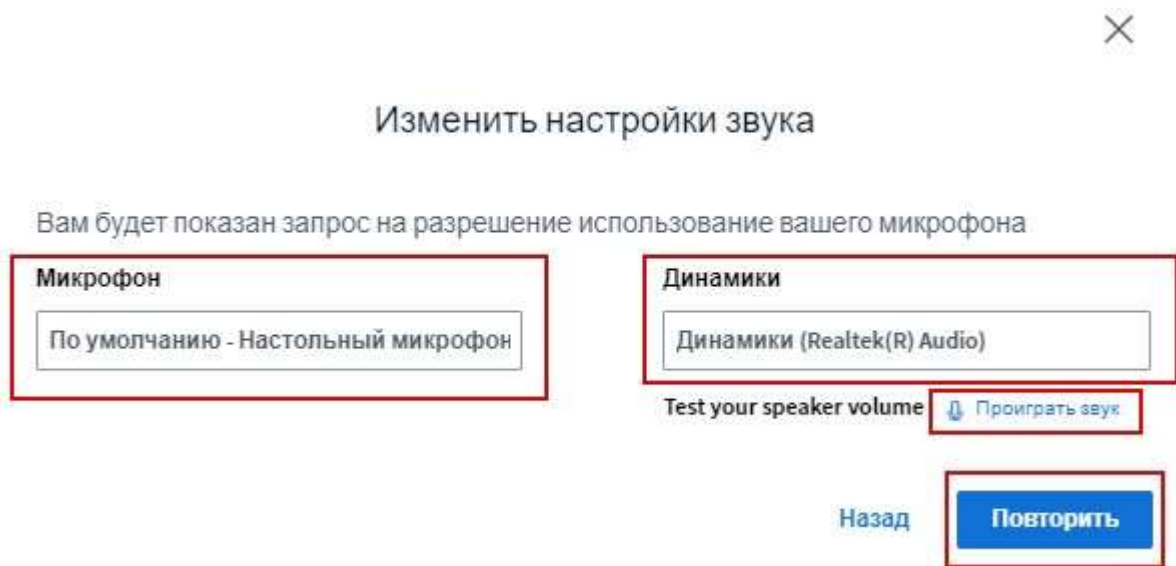 Изменить настройки звука
Вам будет показан запрос на разрешение использование вашего микрофона
Микрофон
Динамики
По умолчанию - Настольный микрофон
Динамики (Realtek(R) Audio)
Test your speaker volume Проиграть звук
Назад
Повторить